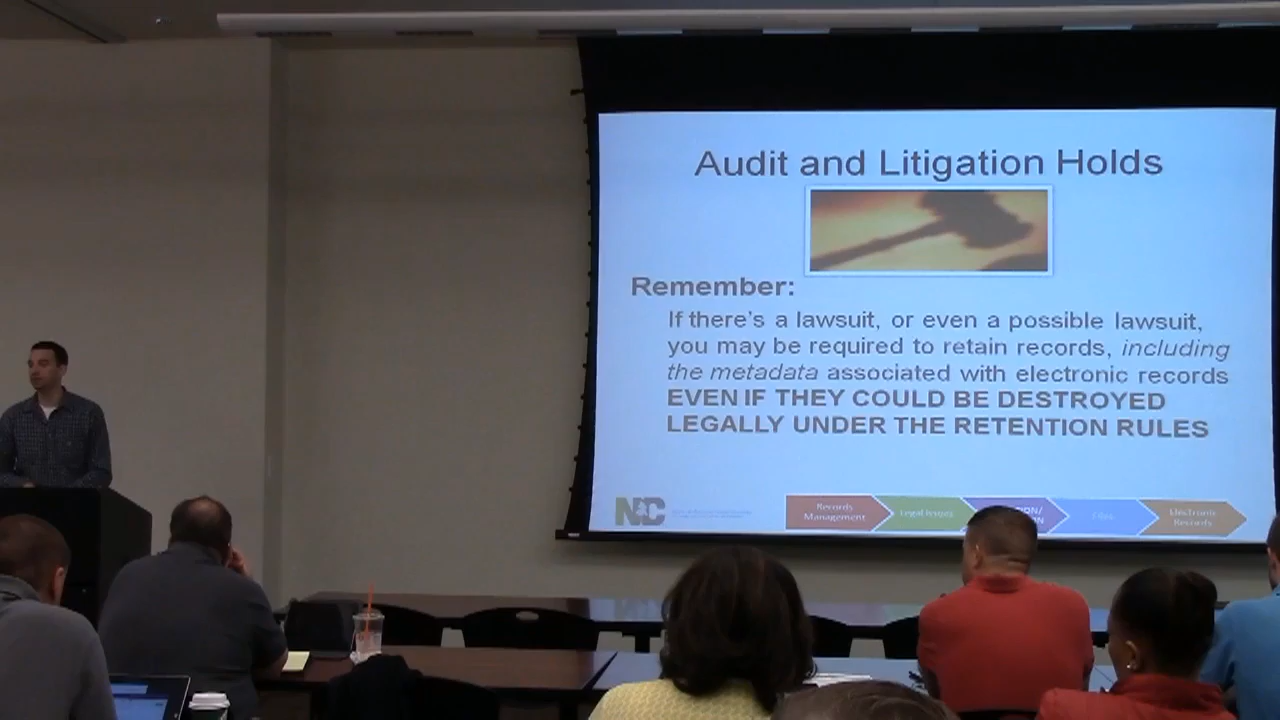 Audit and Litigation Holds
Remember:
If there's a lawsuit, or even a possible lawsuit,
you may be required to retain records, including
the metadata associated with electronic records
EVEN IF THEY COULD BE DESTROYED
LEGALLY UNDER THE RETENTION RULES
NC
Records
Management
Legal Issues
Files
Electronic
Records